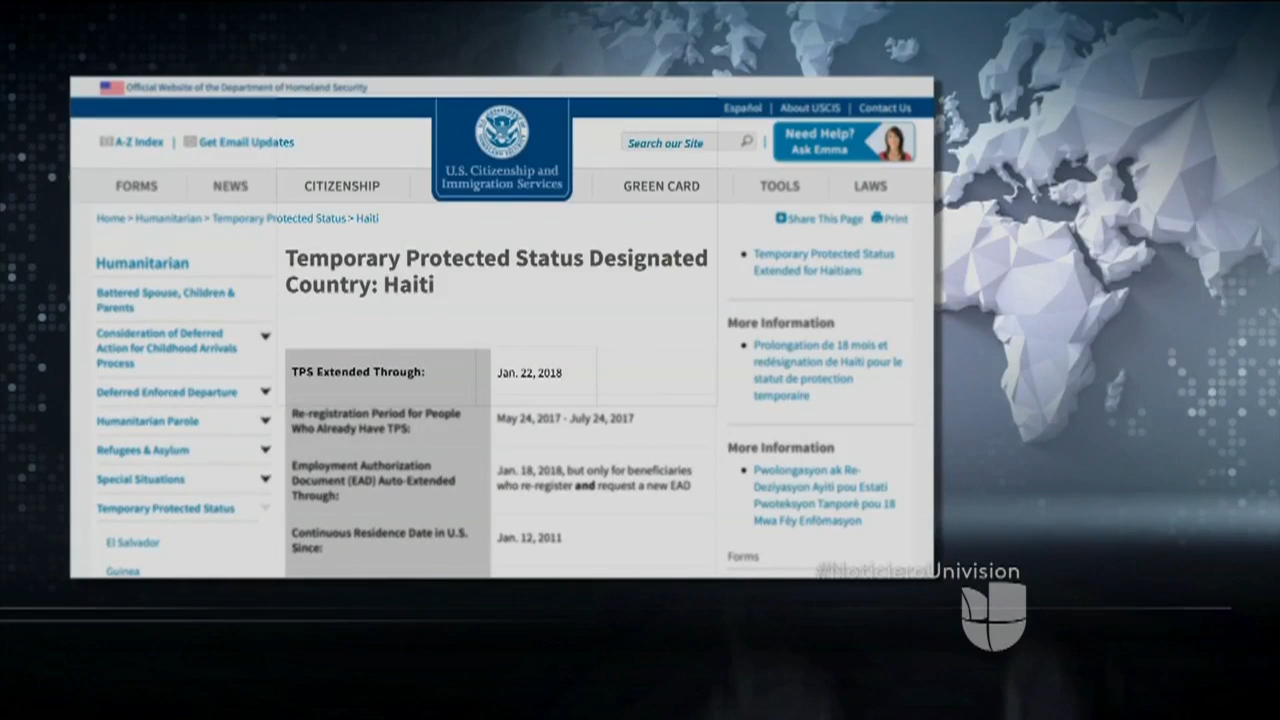 Official Website of the Department of Homeland Security
Español | About USCIS | Contact Us
A-Z Index | Get Email Updates
U.S. Citizenship and
Immigration Services
Search our Site
Need Help?
Ask Emma
FORMS NEWS CITIZENSHIP GREEN CARD TOOLS LAWS
Home > Humanitarian > Temporary Protected Status > Haiti
Share This Page Print
Humanitarian
Battered Spouse, Children &
Parents
Consideration of Deferred
Action for Childhood Arrivals
Process
Deferred Enforced Departure
Humanitarian Parole
Refugees & Asylum
Special Situations
Temporary Protected Status
El Salvador
Guinea
Temporary Protected Status Designated
Country: Haiti
TPS Extended Through: Jan. 22, 2018
Re-registration Period for People
Who Already Have TPS:
May 24, 2017 - July 24, 2017
Employment Authorization
Document (EAD) Auto-Extended
Through:
Jan. 18, 2018, but only for beneficiaries
who re-register and request a new EAD
Continuous Residence Date in U.S.
Since:
Jan. 12, 2011
Temporary Protected Status
Extended for Haitians
More Information
Prolongation de 18 mois et
redésignation de Haïti pour le
statut de protection
temporaire
More Information
Pwolongasyon ak Re-
Deziyasyon Ayiti pou Estati
Pwoteksyon Tanporè pou 18
Mwa Fèy Enfòmasyon
Forms
#NoticieroUnivision